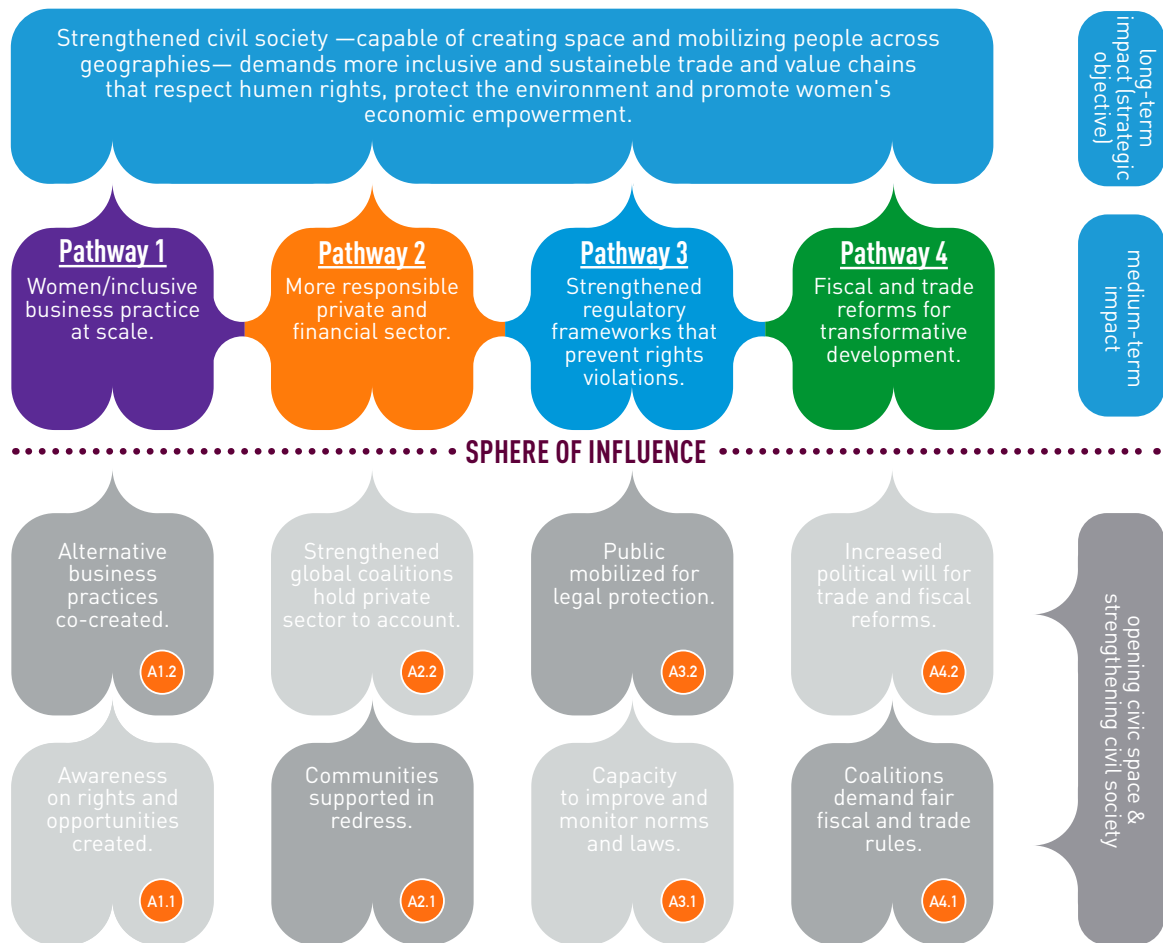 Strengthened civil society —capable of creating space and mobilizing people across
geographies— demands more inclusive and sustaineble trade and value chains
that respect human rights, protect the environment and promote women's
economic empowerment.
long-term
impact (strategic
objective)
Pathway 1
Women/inclusive
business practice
at scale.
Pathway 2
More responsible
private and
financial sector.
Pathway 3
Strengthened
regulatory
frameworks that
prevent rights
violations.
Pathway 4
Fiscal and trade
reforms for
transformative
development.
medium-term
impact
SPHERE OF INFLUENCE
Alternative
business
practices
co-created.
A1.2
Strengthened
global coalitions
hold private
sector to account.
A2.2
Public
mobilized for
legal protection.
A3.2
Increased
political will for
trade and fiscal
reforms.
A4.2
opening civic space &
strengthening civil society
Awareness
on rights and
opportunities
created.
A1.1
Communities
supported in
redress.
A2.1
Capacity
to improve and
monitor norms
and laws.
A3.1
Coalitions
demand fair
fiscal and trade
rules.
A4.1